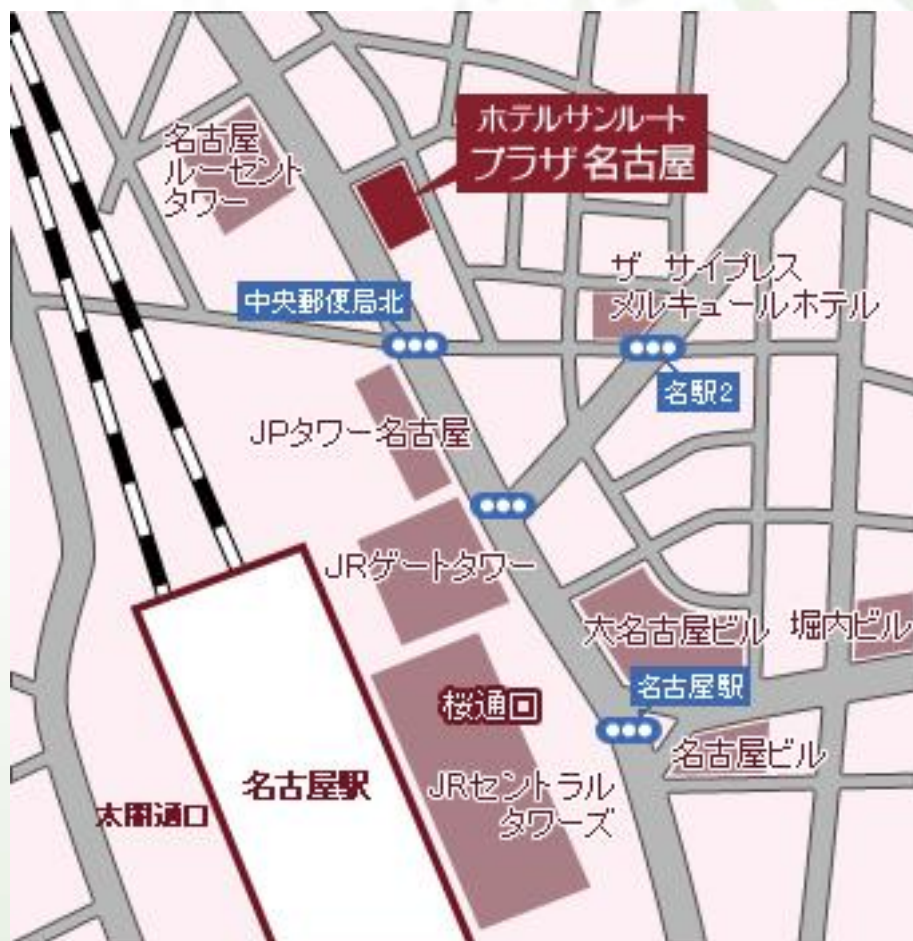 名古屋
ルーセント
タワー
ホテルサンルート
プラザ 名古屋
ザ サイプレス
メルキュールホテル
中央郵便局北
名駅2
JPタワー名古屋
JRゲートタワー
大名古屋ビル
堀内ビル
名古屋駅
桜通口
名古屋ビル
名古屋駅
JRセントラル
タワーズ
太閤通口